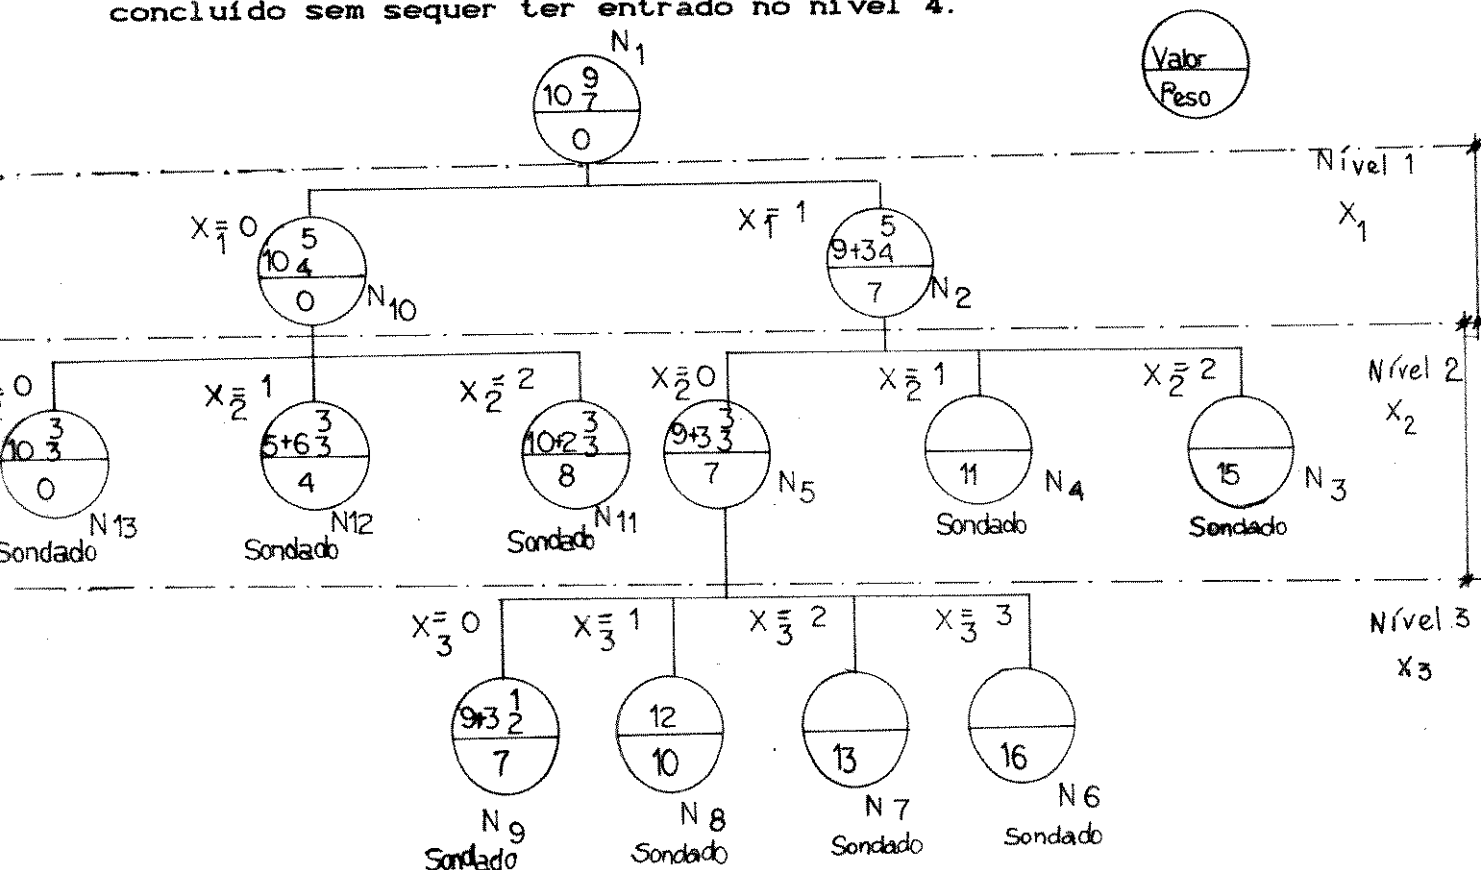 concluído sem sequer ter entrado no nível 4.
N1
10 9/7
0
Valor
Peso
Nível 1
X1
X1=0
10 5/4
0
N10
X1=1
9+3 5/4
7
N2
Nível 2
X2
=0
10 3/3
0
N13
Sondado
X2=1
5+6 3/3
4
N12
Sondado
X2=2
10+2 3/3
8
N11
Sondado
X2=0
9+3 3/3
7
N5
X2=1
11
N4
Sondado
X2=2
15
N3
Sondado
Nível 3
X3
X3=0
9+3 1/2
7
N9
Sondado
X3=1
12
10
N8
Sondado
X3=2
13
N7
Sondado
X3=3
16
N6
Sondado